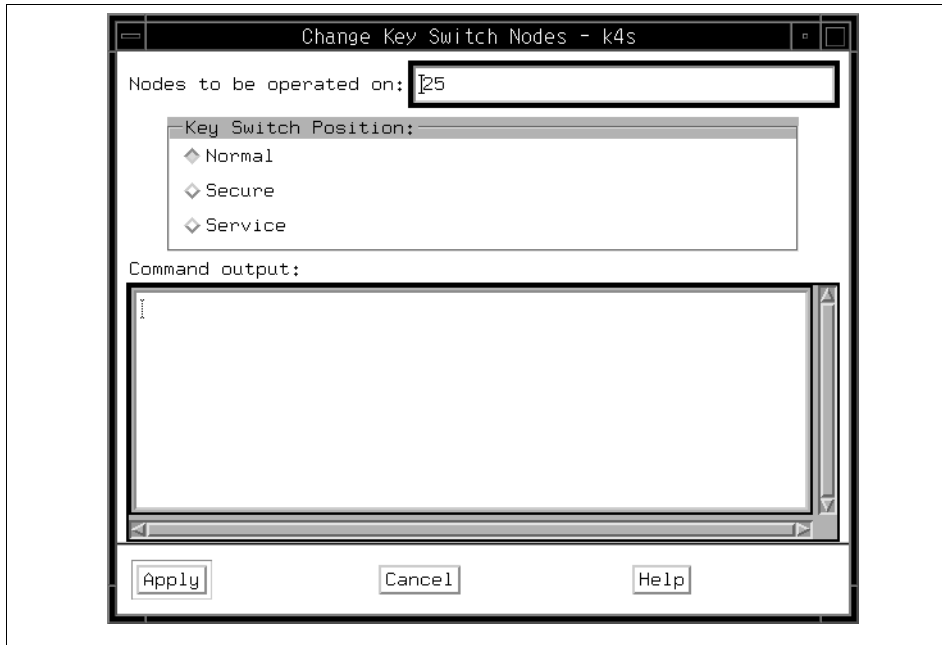 Change Key Switch Nodes - k4s
Nodes to be operated on: 25
Key Switch Position:
Normal
Secure
Service
Command output:
Apply Cancel Help